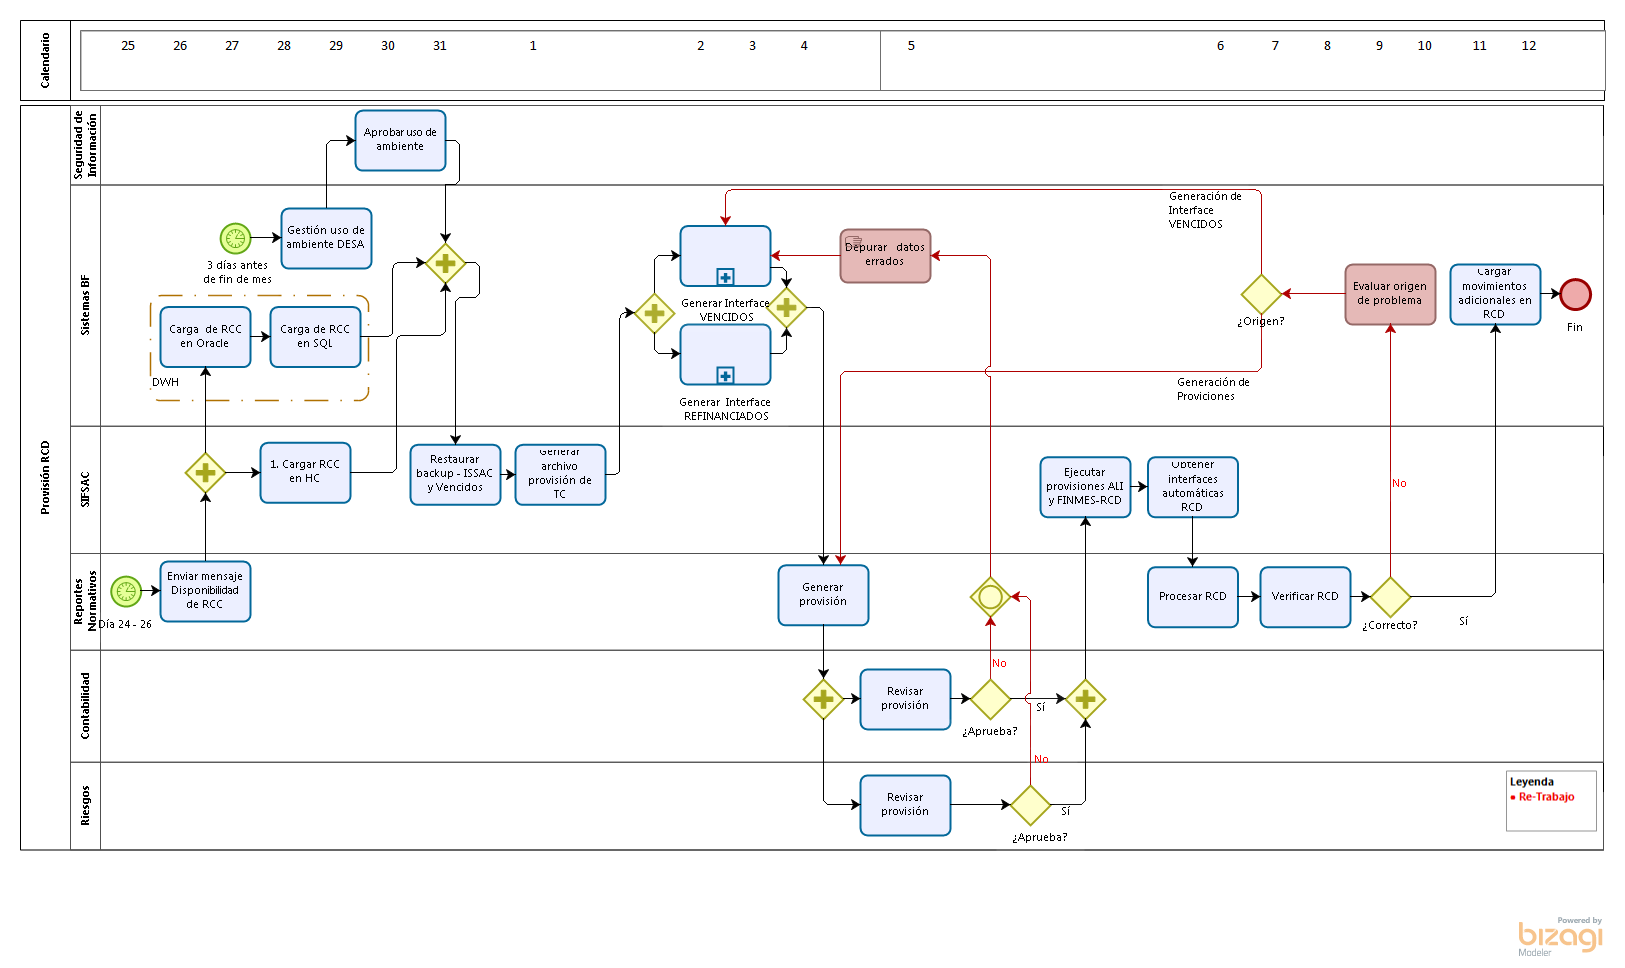 Calendario
25 26 27 28 29 30 31 1 2 3 4 5 6 7 8 9 10 11 12
Provisión RCD
Seguridad de
Información
Aprobar uso de
ambiente
Sistemas BF
3 días antes
de fin de mes
Gestión uso de
ambiente DESA
Carga de RCC
en Oracle
Carga de RCC
en SQL
DWH
Generar Interface
VENCIDOS
Generar Interface
REFINANCIADOS
Depurar datos
errados
Generación de
Interface
VENCIDOS
¿Origen?
Generación de
Proviciones
Evaluar origen
de problema
Cargar
movimientos
adicionales en
RCD
Fin
SIFSAC
1. Cargar RCC
en HC
Restaurar
backup - ISSAC
y Vencidos
Generar
archivo
provisión de
TC
Ejecutar
provisiones ALI
y FINMES-RCD
Obtener
interfaces
automáticas
RCD
No
Reportes
Normativos
Día 24 - 26
Enviar mensaje
Disponibilidad
de RCC
Generar
provisión
Procesar RCD
Verificar RCD
¿Correcto?
Sí
Contabilidad
Revisar
provisión
No
¿Aprueba?
Sí
Riesgos
Revisar
provisión
No
¿Aprueba?
Sí
Leyenda
Re-Trabajo
Powered by
bizagi
Modeler